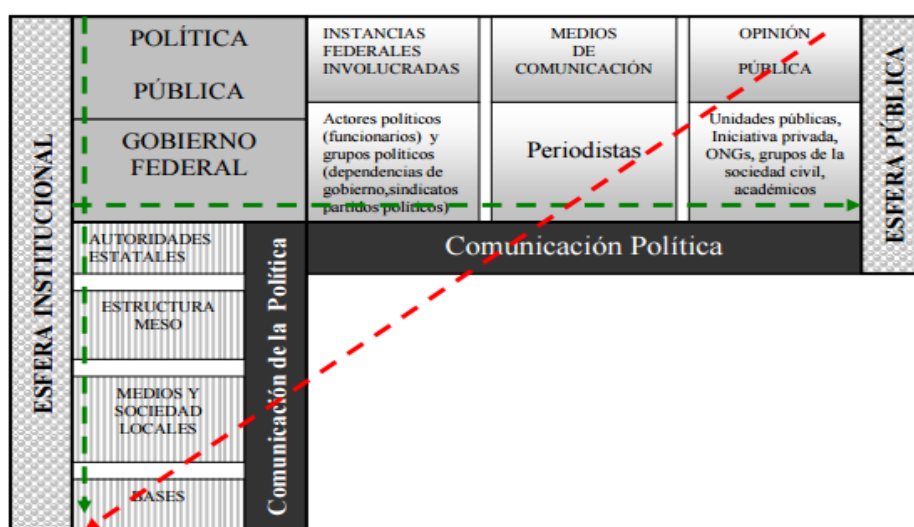 ESFERA INSTITUCIONAL
POLÍTICA
PÚBLICA
GOBIERNO
FEDERAL
INSTANCIAS
FEDERALES
INVOLUCRADAS
MEDIOS
DE
COMUNICACIÓN
OPINIÓN
PÚBLICA
Actores políticos
(funcionarios) y
grupos políticos
(dependencias de
gobierno,sindicatos
partidos políticos)
Periodistas
Unidades públicas,
Iniciativa privada,
ONGs, grupos de la
sociedad civil,
académicos
ESFERA PÚBLICA
Comunicación Política
AUTORIDADES
ESTATALES
ESTRUCTURA
MESO
MEDIOS Y
SOCIEDAD
LOCALES
BASES
Comunicación de la Política